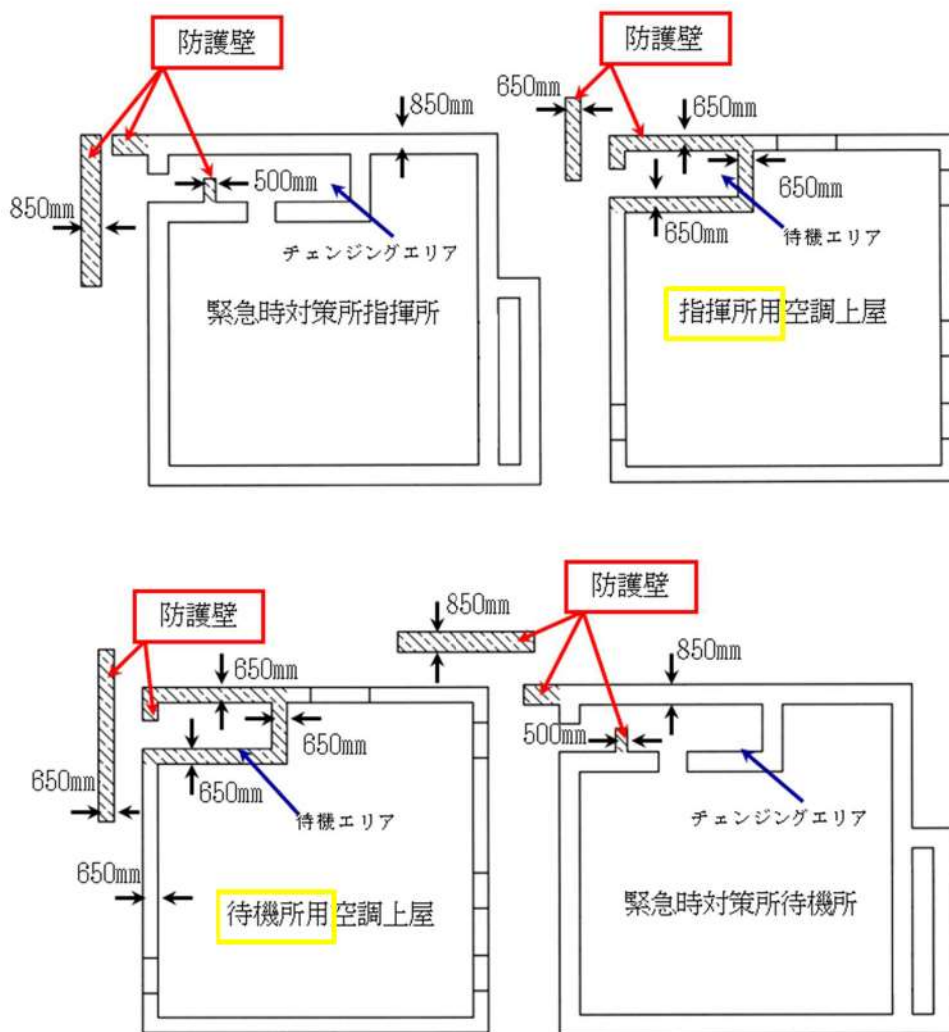 防護壁
防護壁
650mm
650mm
850mm
500mm
850mm
650mm
650mm
チェンジングエリア
待機エリア
緊急時対策所指揮所
指揮所用空調上屋
防護壁
防護壁
850mm
650mm
850mm
500mm
650mm
650mm
650mm
待機エリア
チェンジングエリア
650mm
緊急時対策所待機所
待機所用空調上屋